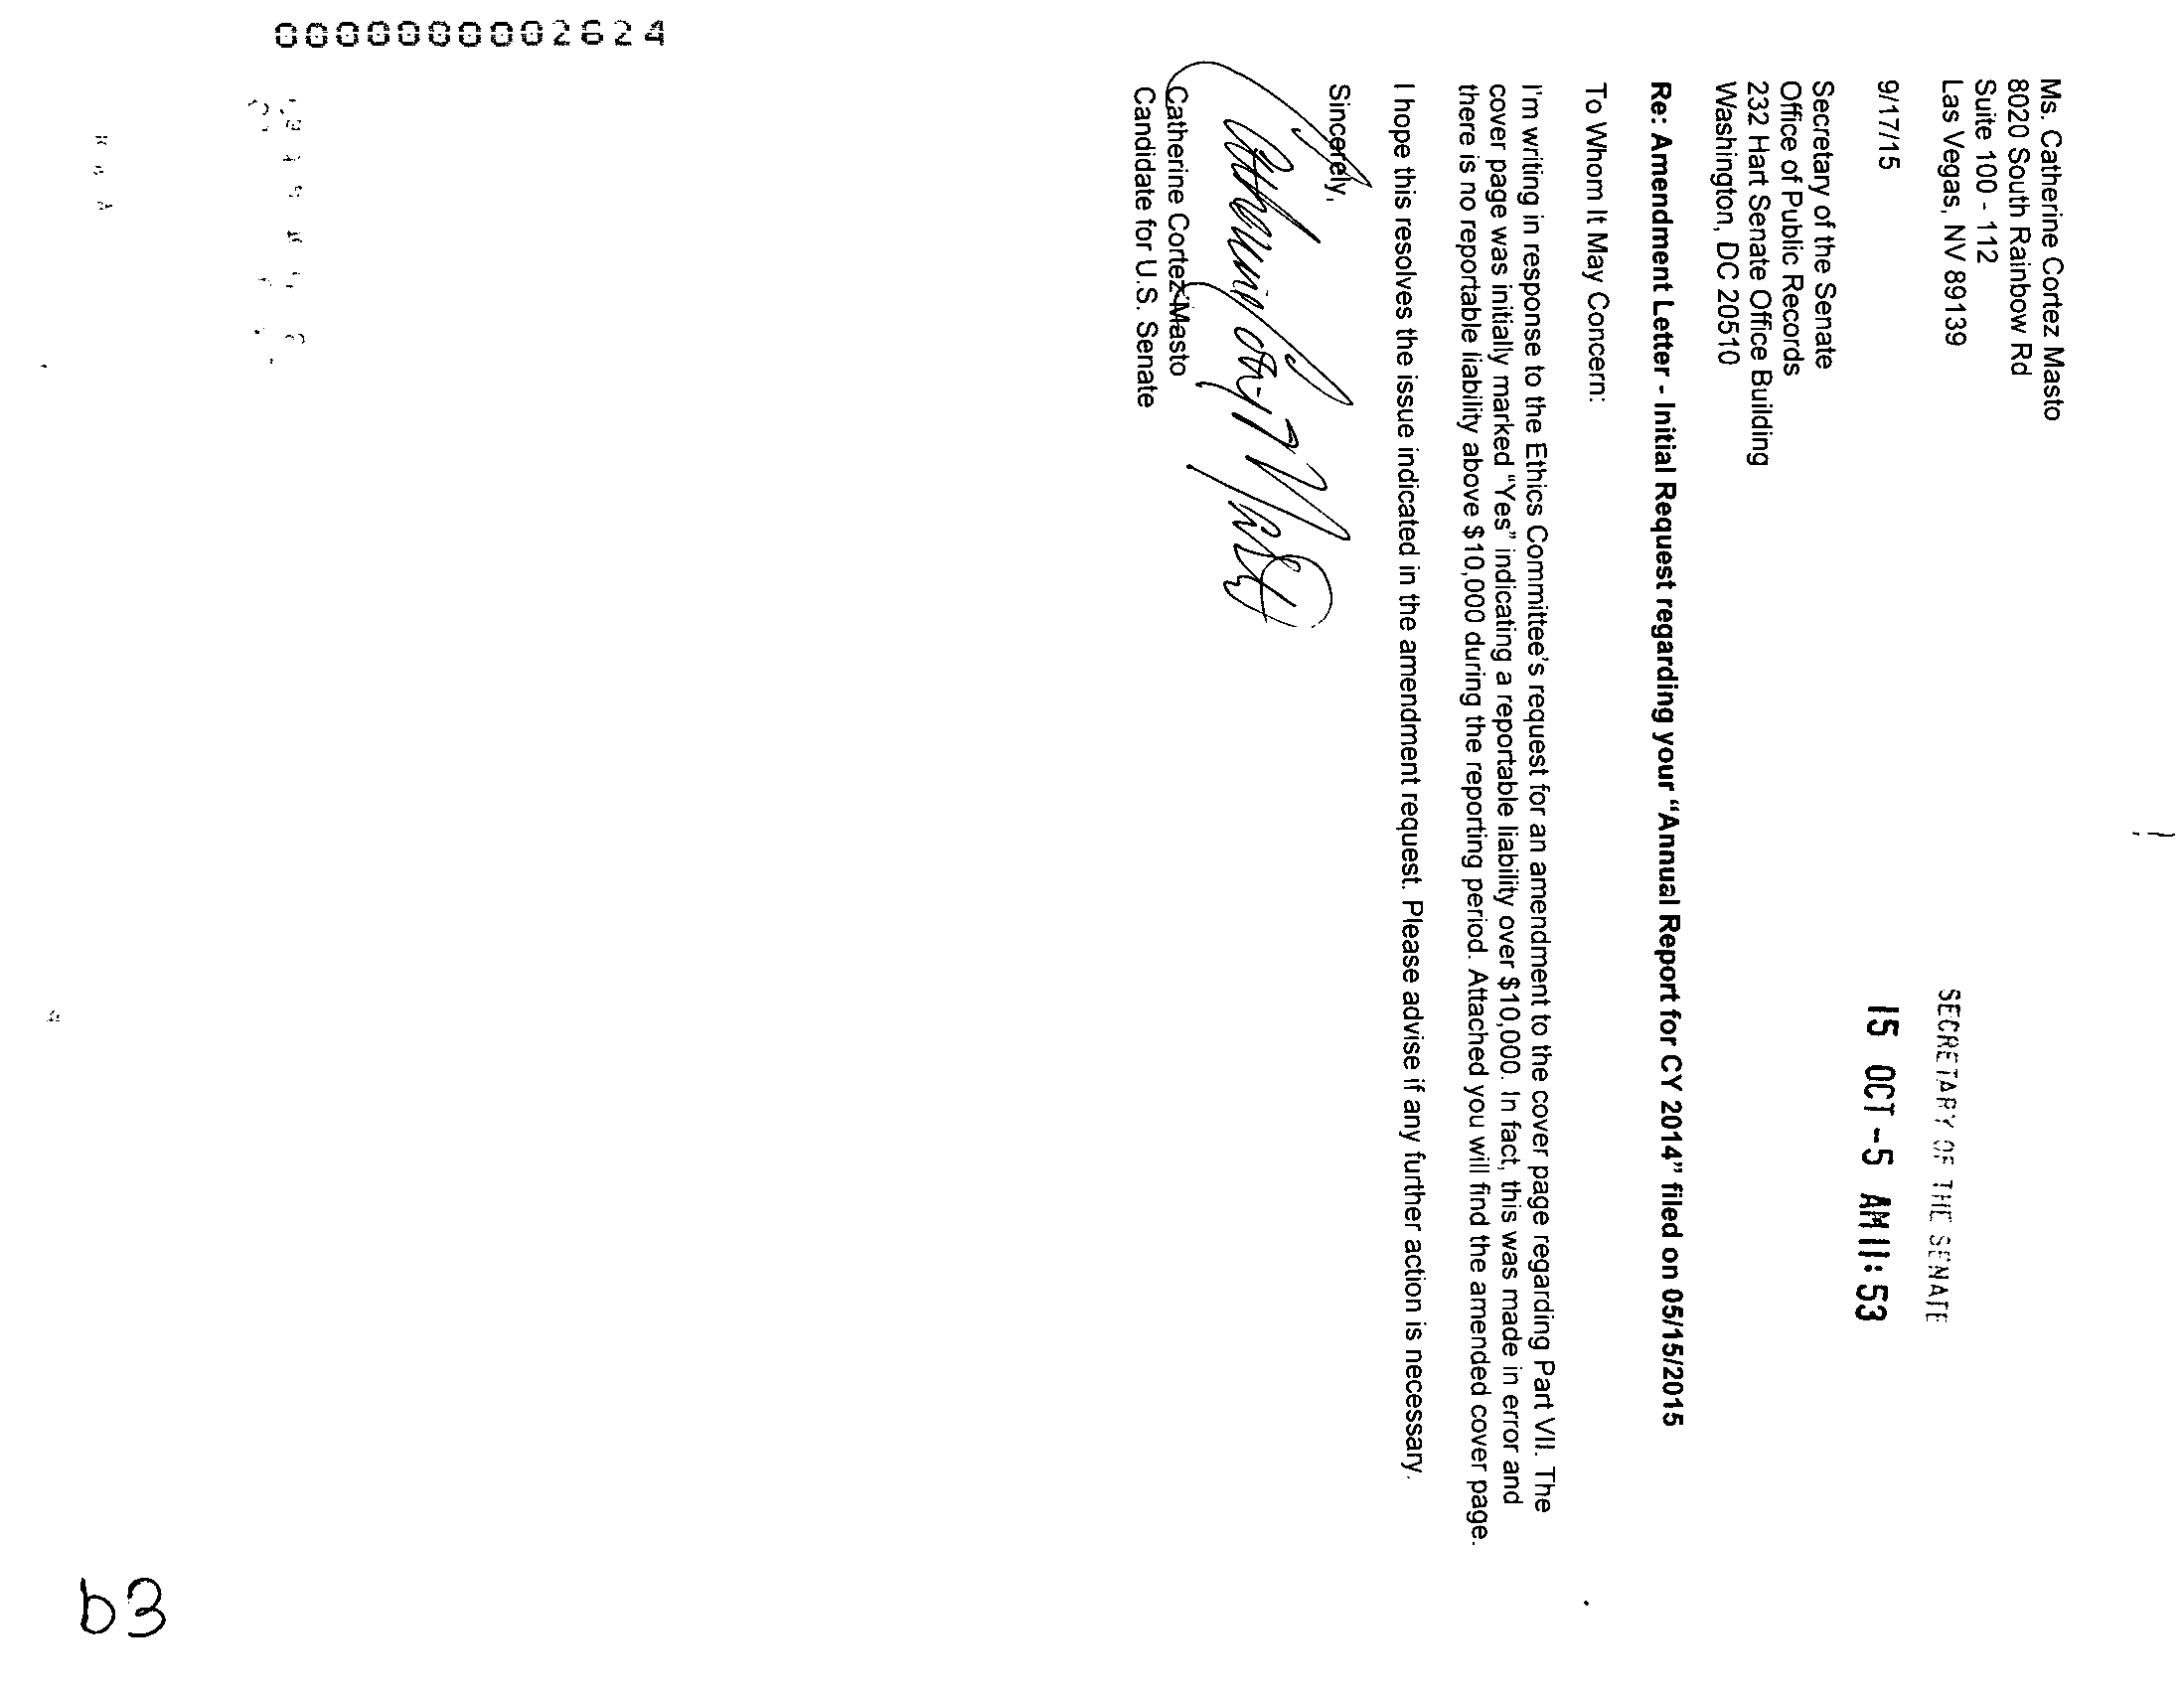 Ms. Catherine Cortez Masto
8020 South Rainbow Rd
Suite 100 - 112
Las Vegas, NV 89139
SECRETARY OF THE SENATE
15 OCT -5 AM 11:53
9/17/15
Secretary of the Senate
Office of Public Records
232 Hart Senate Office Building
Washington, DC 20510
Re: Amendment Letter - Initial Request regarding your “Annual Report for CY 2014” filed on 05/15/2015
To Whom It May Concern:
I'm writing in response to the Ethics Committee's request for an amendment to the cover page regarding Part VII. The
cover page was initially marked “Yes” indicating a reportable liability over $10,000. In fact, this was made in error and
there is no reportable liability above $10,000 during the reporting period. Attached you will find the amended cover page.
I hope this resolves the issue indicated in the amendment request. Please advise if any further action is necessary.
Sincerely,
Catherine Cortez Masto
Catherine Cortez Masto
Candidate for U.S. Senate
0000000002624
b3